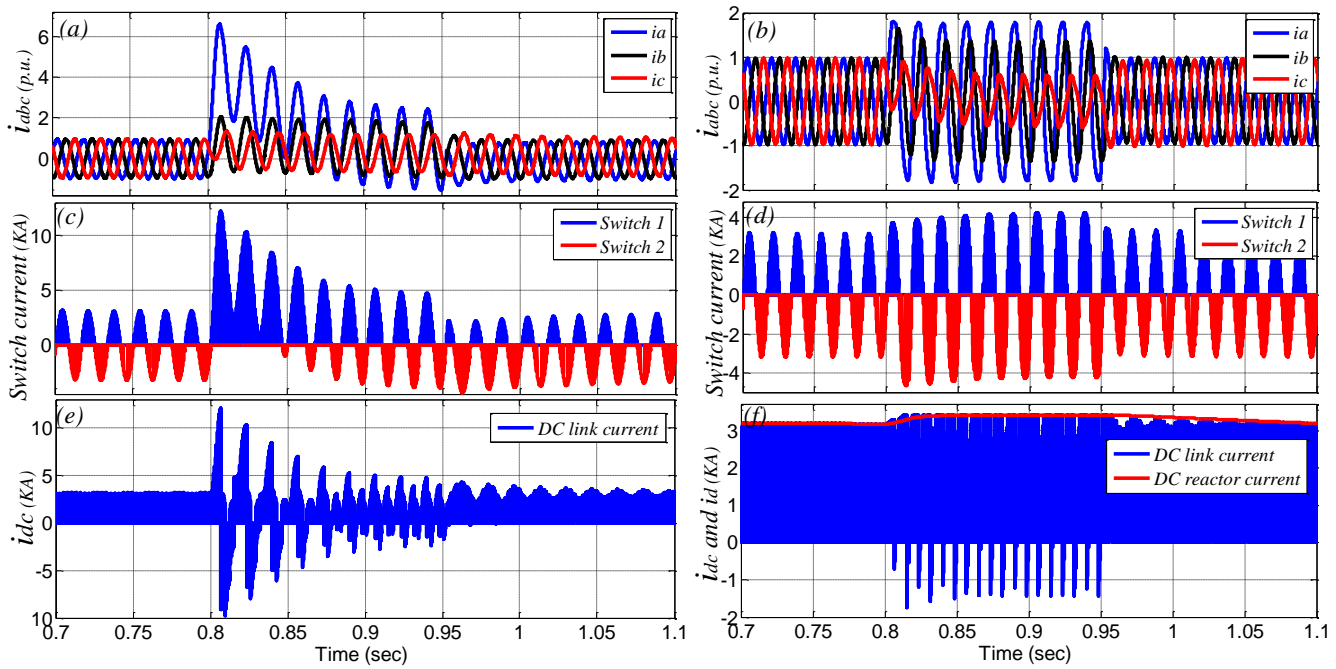 (a)
ia
ib
ic
i abc (p.u.)
6
4
2
0
(b)
ia
ib
ic
i abc (p.u.)
2
1
0
-1
-2
(c)
Switch 1
Switch 2
Switch current (KA)
10
5
0
(d)
Switch 1
Switch 2
Switch current (KA)
4
2
0
-2
-4
(e)
DC link current
i dc (KA)
10
5
0
-5
10
0.7 0.75 0.8 0.85 0.9 0.95 1 1.05 1.1
Time (sec)
(f)
DC link current
DC reactor current
i dc and id (KA)
3
2
1
0
-1
-2
0.7 0.75 0.8 0.85 0.9 0.95 1 1.05 1.1
Time (sec)